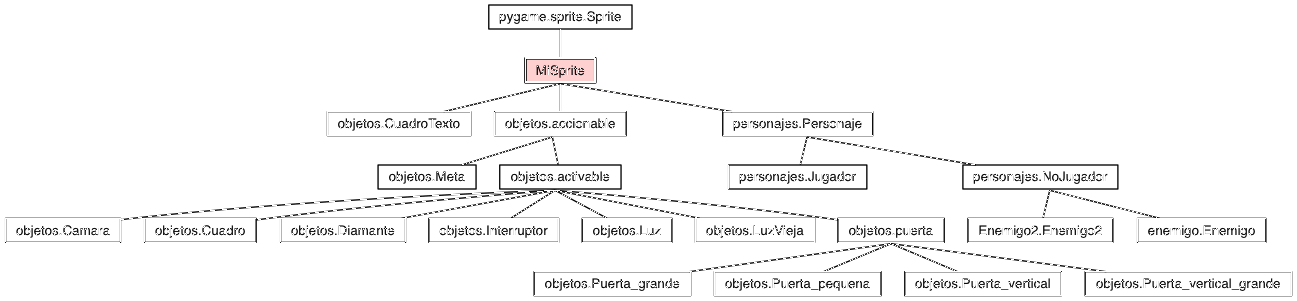 pygame.sprite.Sprite
MiSprite
objetos.CuadroTexto
objetos.accionable
personajes.Personaje
objetos.Meta
objetos.activable
personajes.Jugador
personajes.NoJugador
objetos.Camara
objetos.Cuadro
objetos.Diamante
objetos.Interruptor
objetos.Luz
objetos.LuzVieja
objetos.puerta
Enemigo2.Enemigo2
enemigo.Enemigo
objetos.Puerta_grande
objetos.Puerta_pequena
objetos.Puerta_vertical
objetos.Puerta_vertical_grande